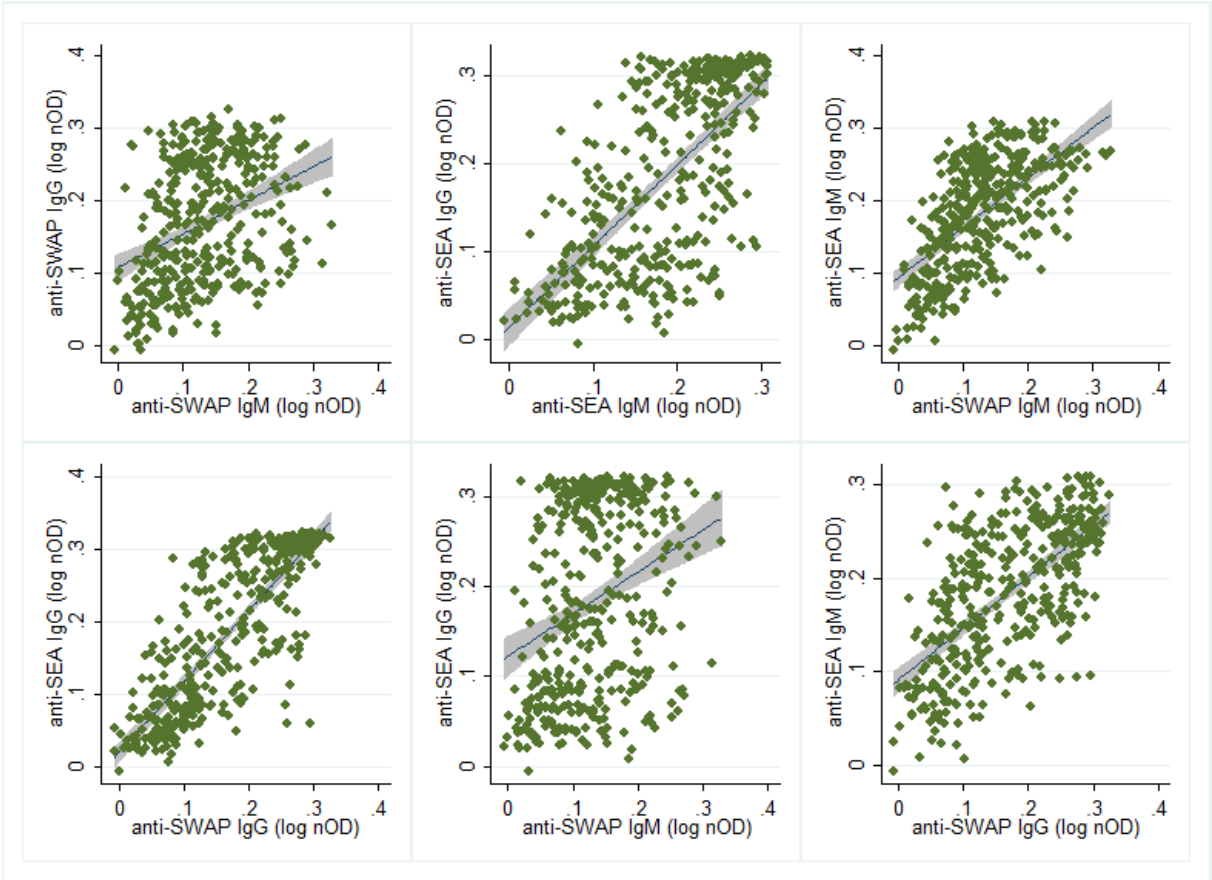 anti-SWAP IgG (log nOD)
.4
.3
.2
.1
0
0 .1 .2 .3 .4
anti-SWAP IgM (log nOD)
anti-SEA IgG (log nOD)
.3
.2
.1
0
0 .1 .2 .3
anti-SEA IgM (log nOD)
anti-SEA IgM (log nOD)
.4
.3
.2
.1
0
0 .1 .2 .3 .4
anti-SWAP IgM (log nOD)
anti-SEA IgG (log nOD)
.4
.3
.2
.1
0
0 .1 .2 .3 .4
anti-SWAP IgG (log nOD)
anti-SEA IgG (log nOD)
.3
.2
.1
0
0 .1 .2 .3 .4
anti-SWAP IgM (log nOD)
anti-SEA IgM (log nOD)
.3
.2
.1
0
0 .1 .2 .3 .4
anti-SWAP IgG (log nOD)